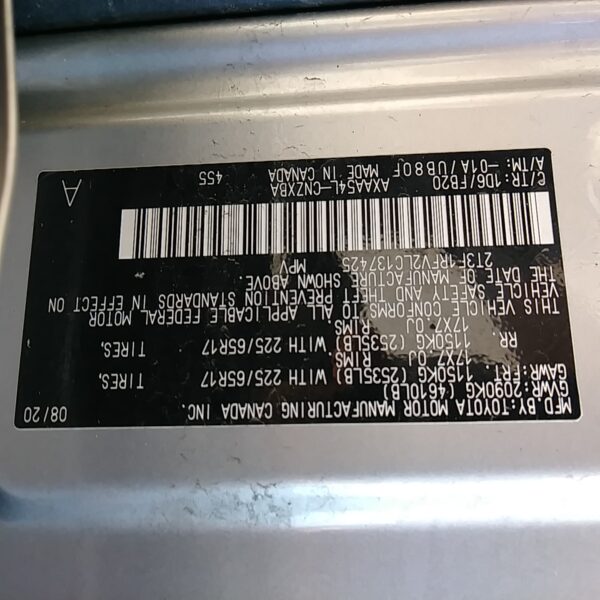 MFD.BY:TOYOTA MOTOR MANUFACTURING CANADA INC. 08/20
GVWR:2090KG(4610LB)
GAWR:FRT 1150KG(2535LB) WITH 225/65R17 TIRES,
17X7.0J RIMS
RR 1150KG(2535LB) WITH 225/65R17 TIRES,
17X7.0J RIMS
THIS VEHICLE CONFORMS TO ALL APPLICABLE FEDERAL MOTOR
VEHICLE SAFETY AND THEFT PREVENTION STANDARDS IN EFFECT ON
THE DATE OF MANUFACTURE SHOWN ABOVE.
2T3F1RFV2LC137425 MPV
C/TR:1D6/FB20 AXAA54L-CNZXBA 455 A
A/TM:-01A/UB80F MADE IN CANADA